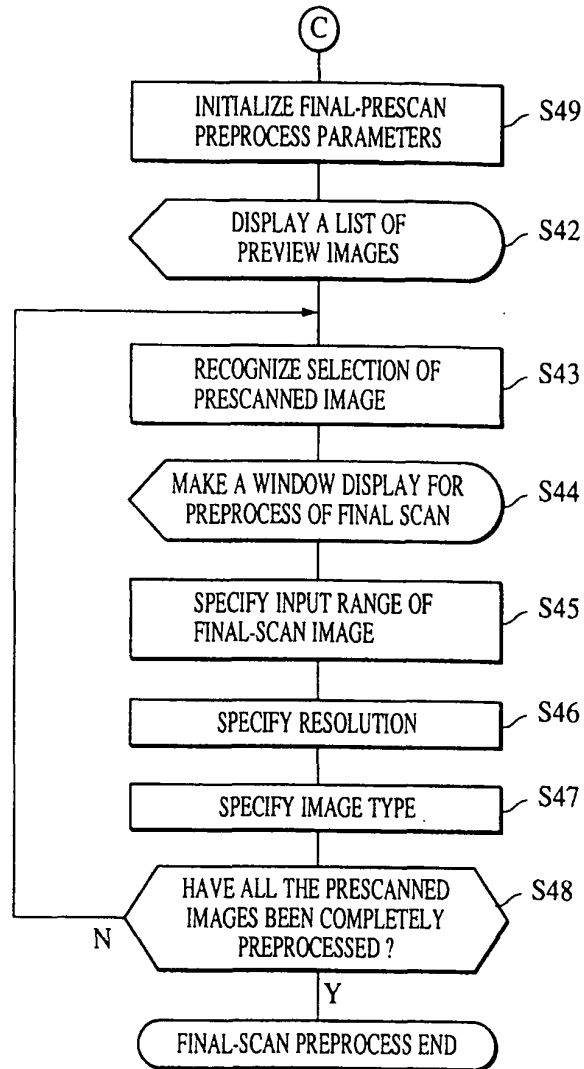 C
INITIALIZE FINAL-PRESCAN
PREPROCESS PARAMETERS
S49
DISPLAY A LIST OF
PREVIEW IMAGES
S42
RECOGNIZE SELECTION OF
PRESCANNED IMAGE
S43
MAKE A WINDOW DISPLAY FOR
PREPROCESS OF FINAL SCAN
S44
SPECIFY INPUT RANGE OF
FINAL-SCAN IMAGE
S45
SPECIFY RESOLUTION
S46
SPECIFY IMAGE TYPE
S47
HAVE ALL THE PRESCANNED
IMAGES BEEN COMPLETELY
PREPROCESSED ?
S48
N
Y
FINAL-SCAN PREPROCESS END